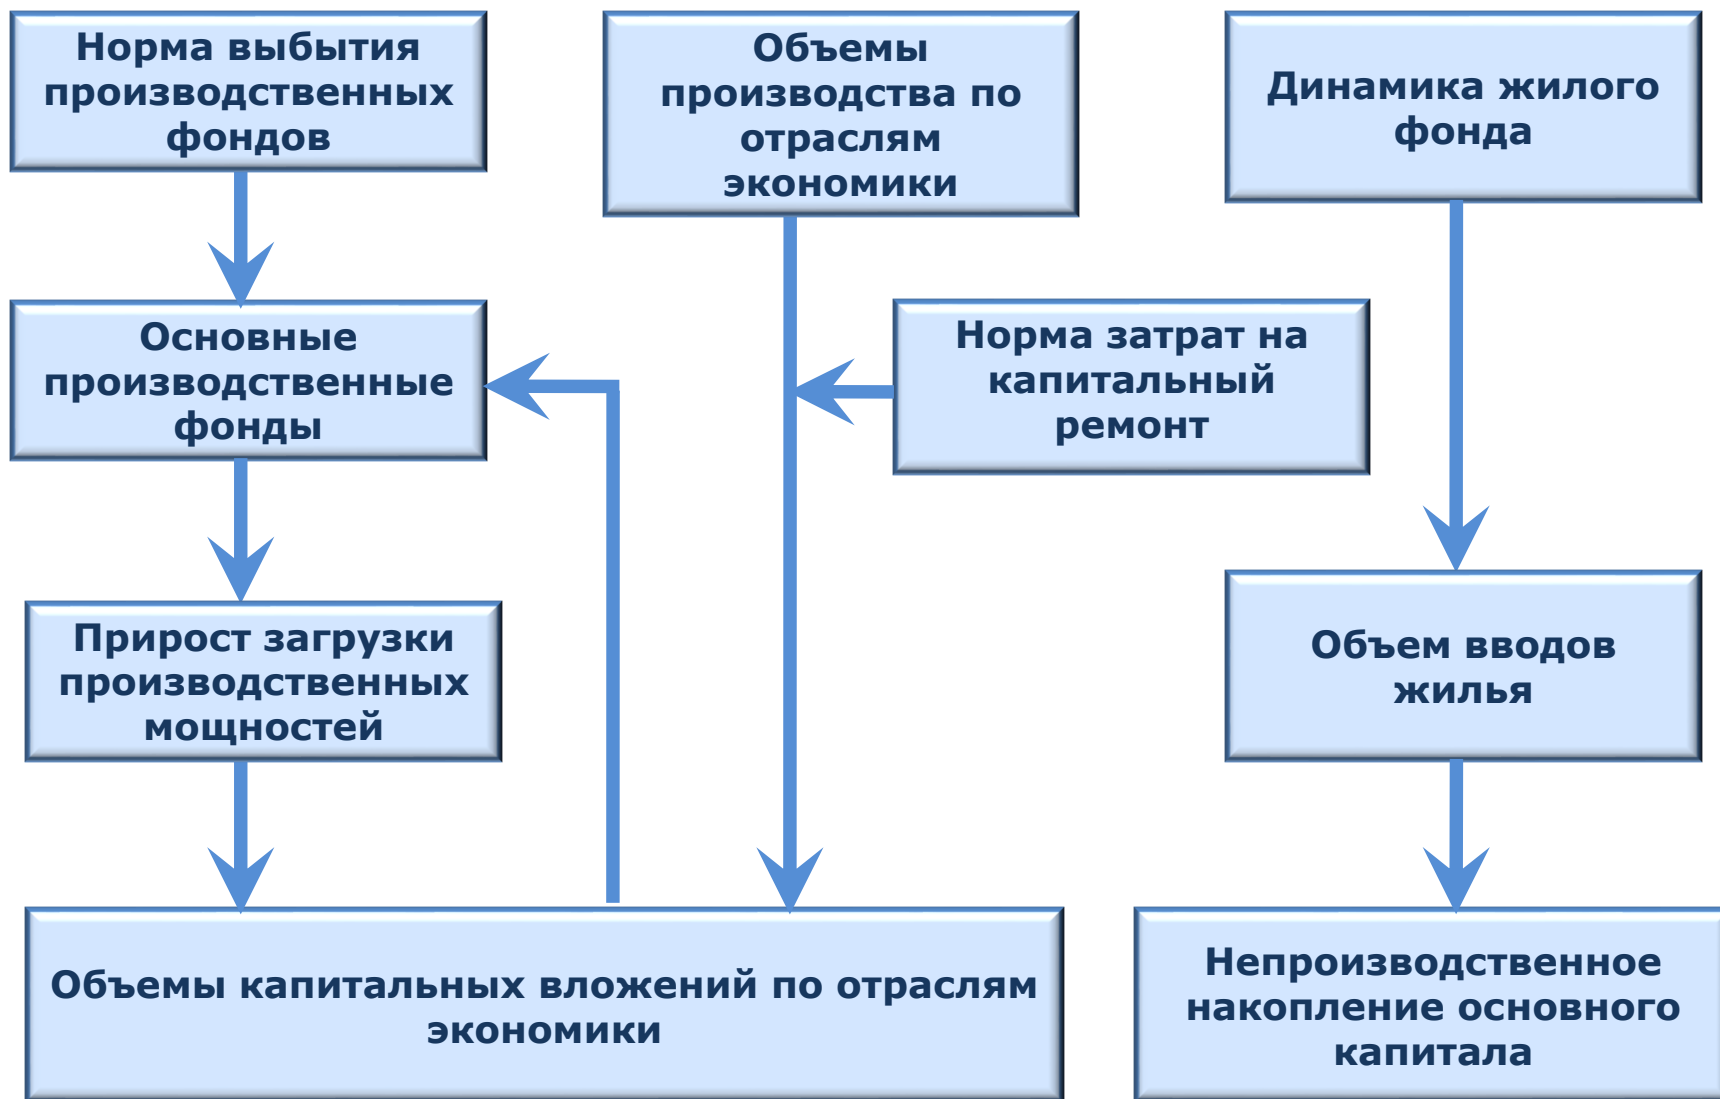 Норма выбытия
производственных
фондов
Объемы
производства по
отраслям
экономики
Динамика жилого
фонда
Основные
производственные
фонды
Норма затрат на
капитальный
ремонт
Прирост загрузки
производственных
мощностей
Объем вводов
жилья
Объемы капитальных вложений по отраслям
экономики
Непроизводственное
накопление основного
капитала